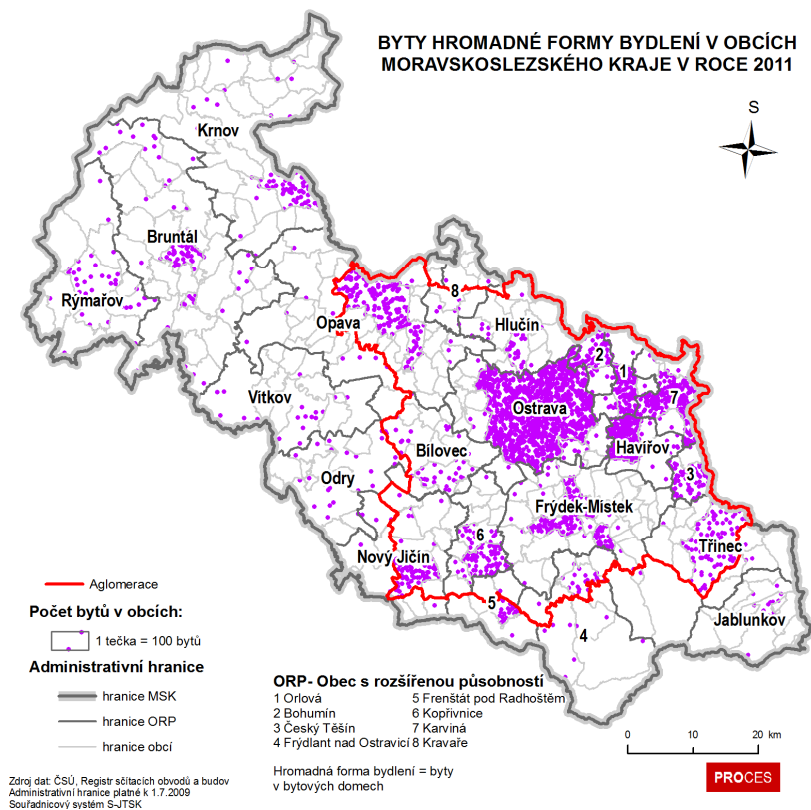 BYTY HROMADNÉ FORMY BYDLENÍ V OBCÍCH
MORAVSKOSLEZSKÉHO KRAJE V ROCE 2011
S
Krnov
Bruntál
Rýmařov
8
Opava
Hlučín
2
1
7
Vítkov
Ostrava
Havířov
Bílovec
3
Odry
Frýdek-Místek
6
Třinec
Nový Jičín
5
4
Jablunkov
Aglomerace
Počet bytů v obcích:
1 tečka = 100 bytů
Administrativní hranice
hranice MSK
hranice ORP
hranice obcí
ORP- Obec s rozšířenou působností
1 Orlová
2 Bohumín
3 Český Těšín
4 Frýdlant nad Ostravicí
5 Frenštát pod Radhoštěm
6 Kopřivnice
7 Karviná
8 Kravaře
Hromadná forma bydlení = byty
v bytových domech
0 10 20 km
PROCES
Zdroj dat: ČSÚ, Registr sčítacích obvodů a budov
Administrativní hranice platné k 1.7.2009
Souřadnicový systém S-JTSK